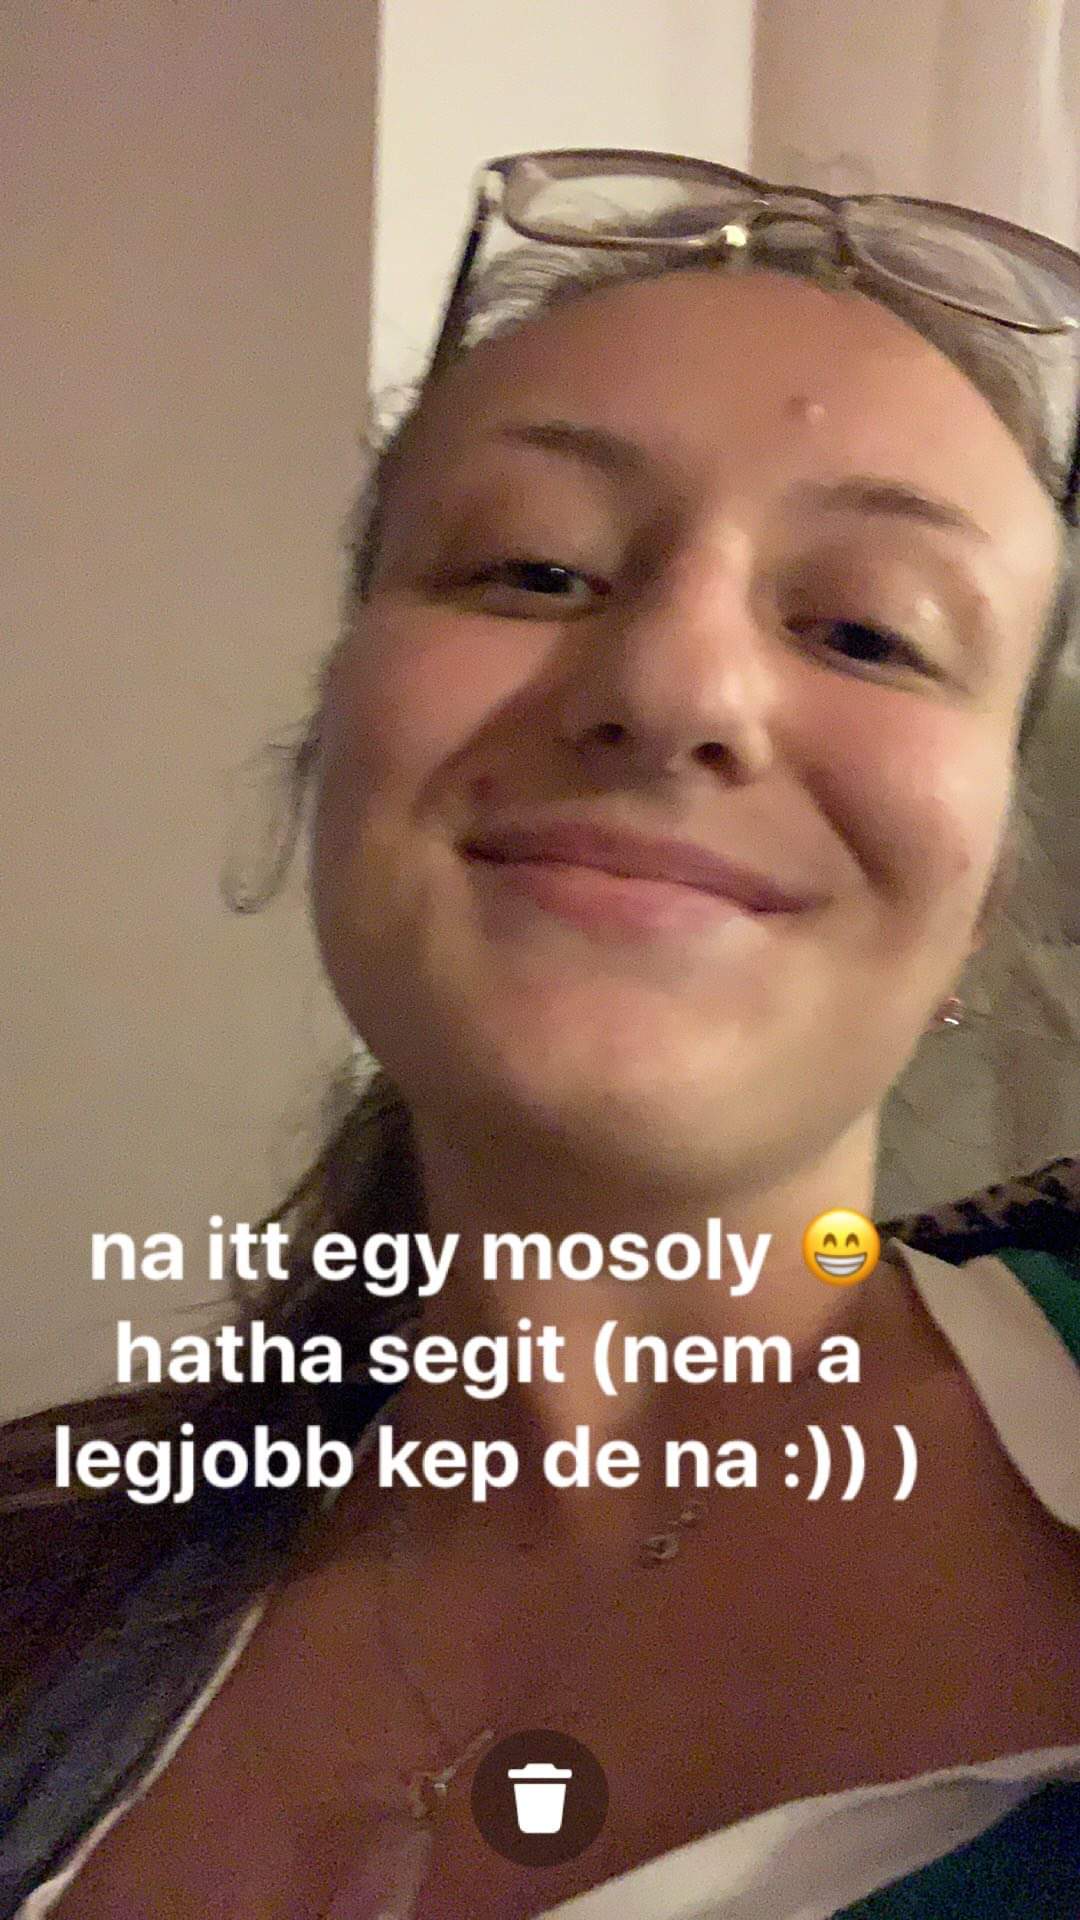 na itt egy mosoly 😁
hatha segit (nem a
legjobb kep de na :)) )